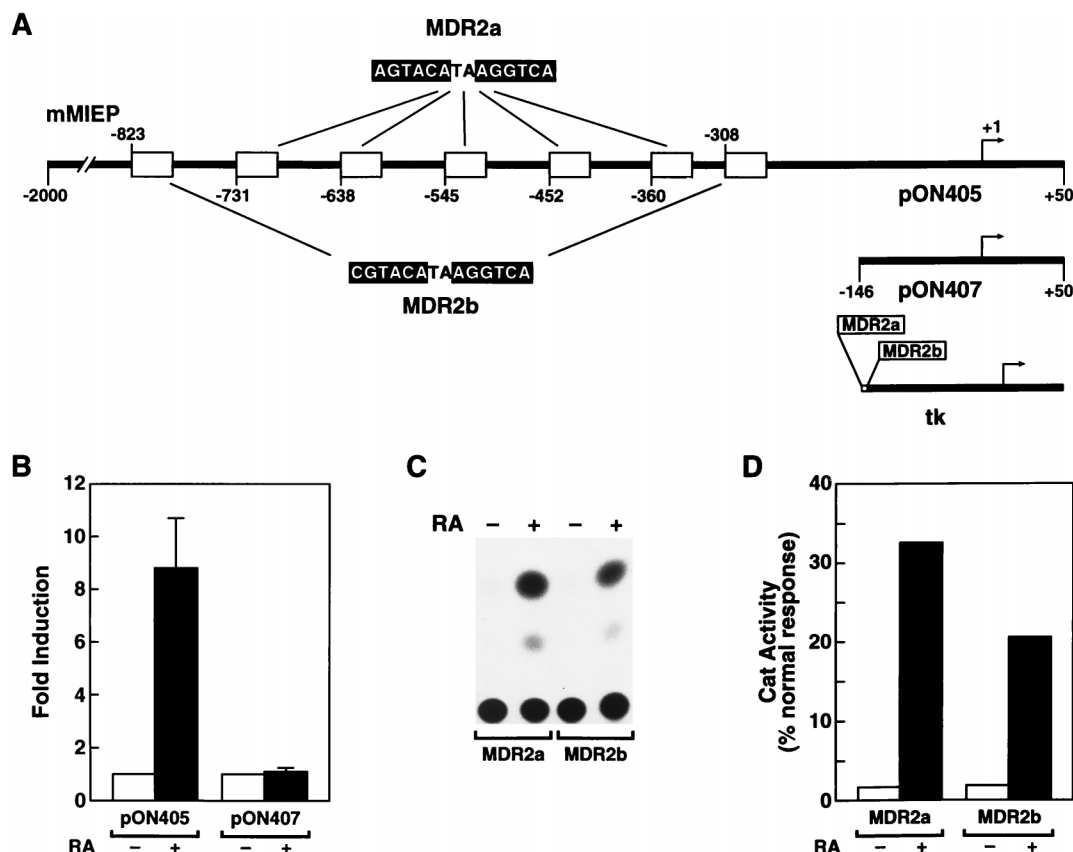 A
MDR2a
AGTACATAAGGTCA
mMIEP
-823
-308
+1
-2000
-731
-638
-545
-452
-360
pON405
+50
CGTACATAAGGTCA
MDR2b
-146
pON407
+50
MDR2a
MDR2b
tk
B
Fold Induction
12
10
8
6
4
2
0
pON405
pON407
RA
–
+
–
+
C
RA
–
+
–
+
MDR2a
MDR2b
D
Cat Activity
(% normal response)
40
30
20
10
0
MDR2a
MDR2b
RA
–
+
–
+